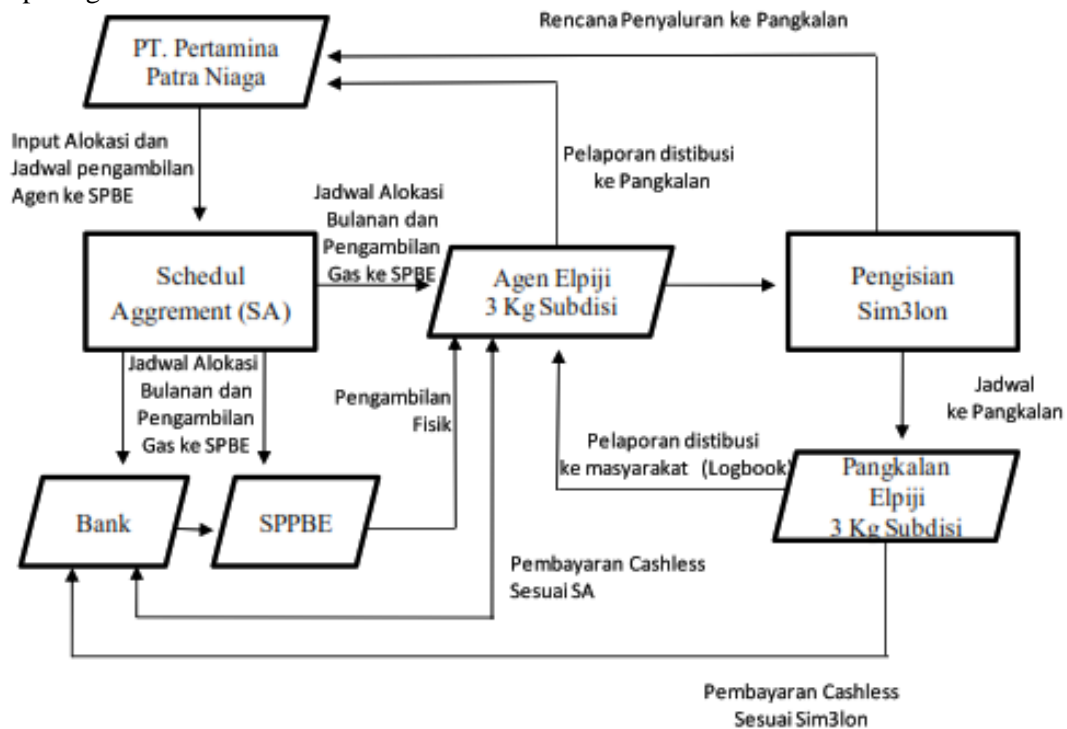 Rencana Penyaluran ke Pangkalan
PT. Pertamina
Patra Niaga
Input Alokasi dan
Jadwal pengambilan
Agen ke SPBE
Pelaporan distibusi
ke Pangkalan
Jadwal Alokasi
Bulanan dan
Pengambilan
Gas ke SPBE
Schedul
Aggrement (SA)
Agen Elpiji
3 Kg Subdisi
Pengisian
Sim3lon
Jadwal Alokasi
Bulanan dan
Pengambilan
Gas ke SPBE
Pengambilan
Fisik
Jadwal
ke Pangkalan
Pelaporan distibusi
ke masyarakat (Logbook)
Pangkalan
Elpiji
3 Kg Subdisi
Bank
SPPBE
Pembayaran Cashless
Sesuai SA
Pembayaran Cashless
Sesuai Sim3lon